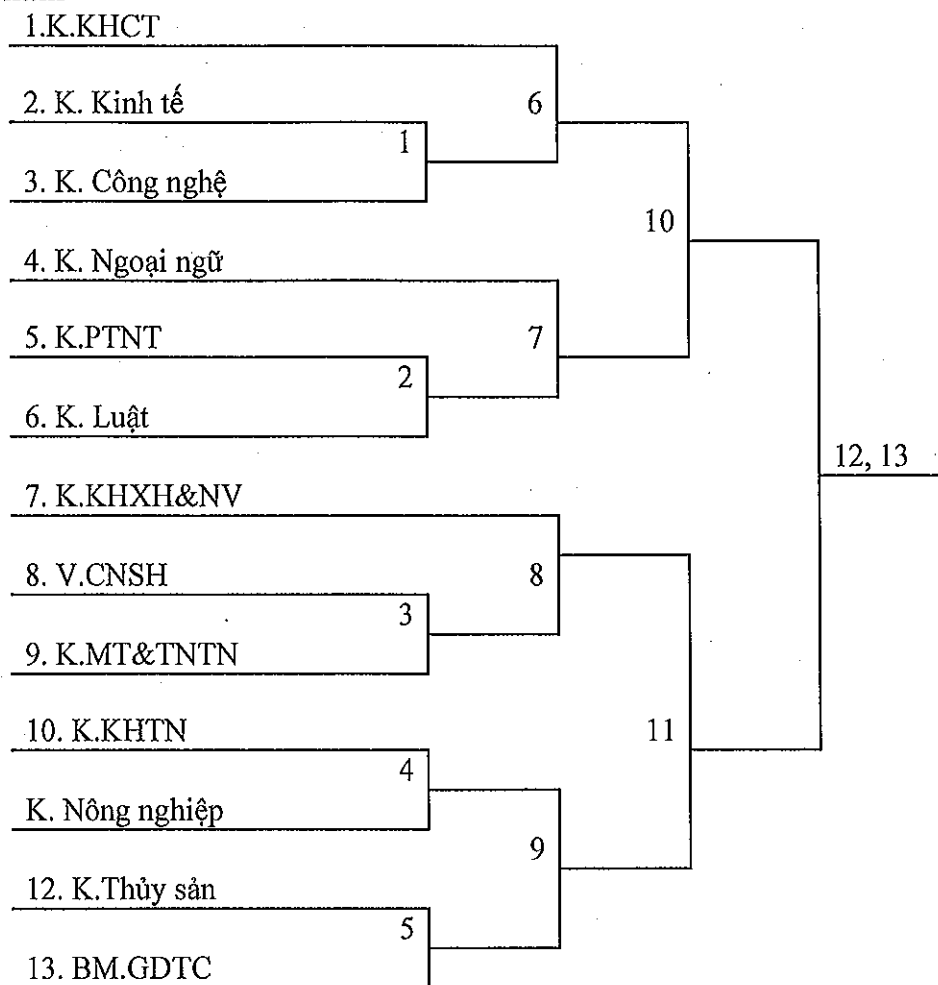 1.K.KHCT
2. K. Kinh tế
3. K. Công nghệ
4. K. Ngoại ngữ
5. K.PTNT
6. K. Luật
7. K.KHXH&NV
8. V.CNSH
9. K.MT&TNTN
10. K.KHTN
K. Nông nghiệp
12. K.Thủy sản
13. BM.GDTC
1
2
3
4
5
6
7
8
9
10
11
12, 13